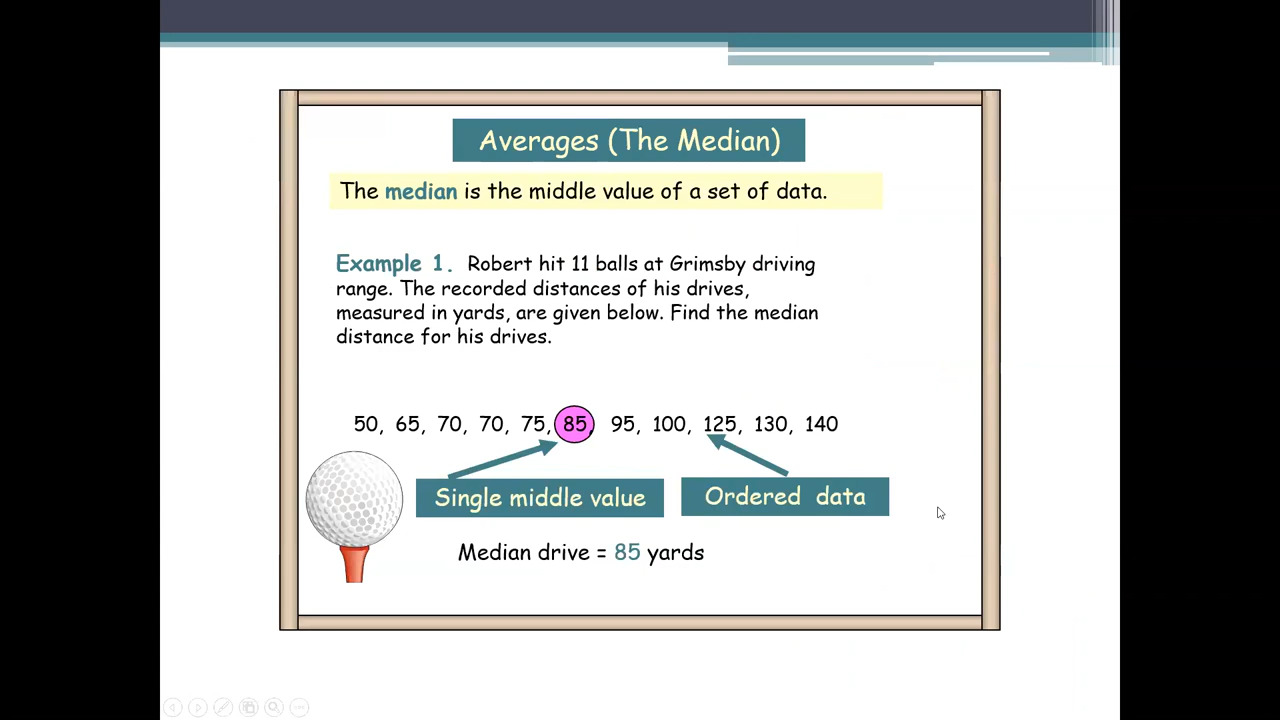 Averages (The Median)
The median is the middle value of a set of data.
Example 1. Robert hit 11 balls at Grimsby driving
range. The recorded distances of his drives,
measured in yards, are given below. Find the median
distance for his drives.
50, 65, 70, 70, 75, 85, 95, 100, 125, 130, 140
Single middle value
Ordered data
Median drive = 85 yards